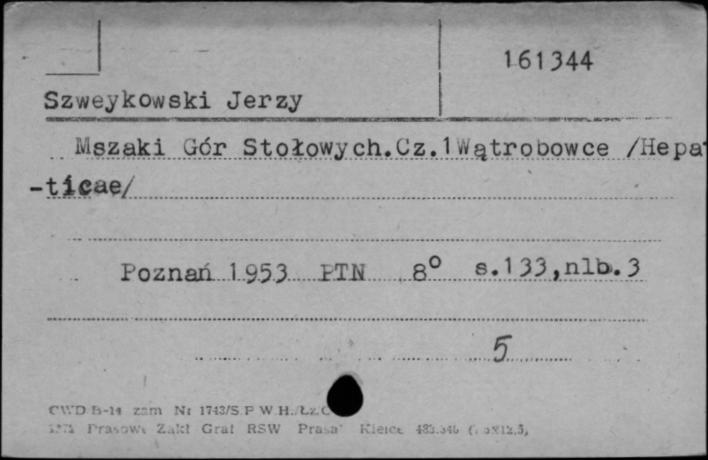 161344
Szweykowski Jerzy
Mszaki Gór Stołowych.Cz.1Wątrobowce /Hepa
-ticae/
Poznań 1953 PTN 8° s.133,nlb.3
5
CWD B-14 zam Nr 1743/S.P W.H./Łz.
Prasowe Zakł Graf RSW Prasa" Kielce